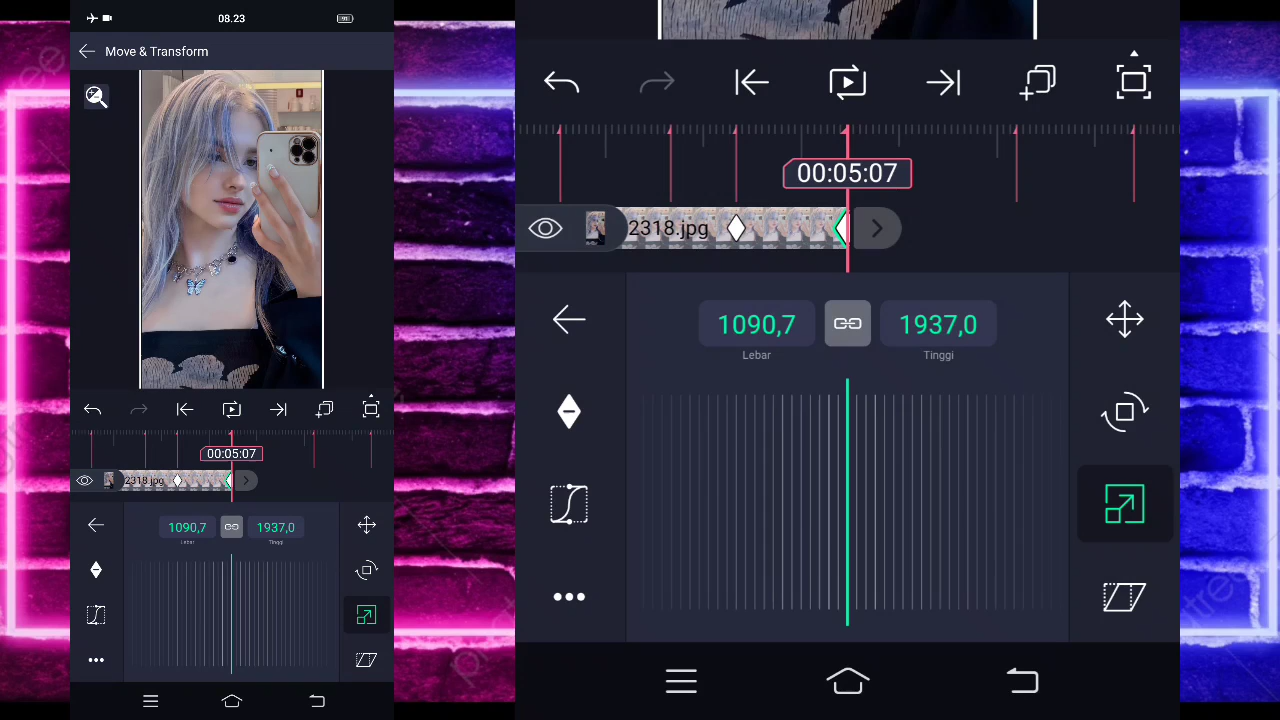 08.23
91
Move & Transform
00:05:07
2318.jpg
1090,7
1937,0
Lebar
Tinggi
00:05:07
2318.jpg
1090,7
1937,0
Lebar
Tinggi